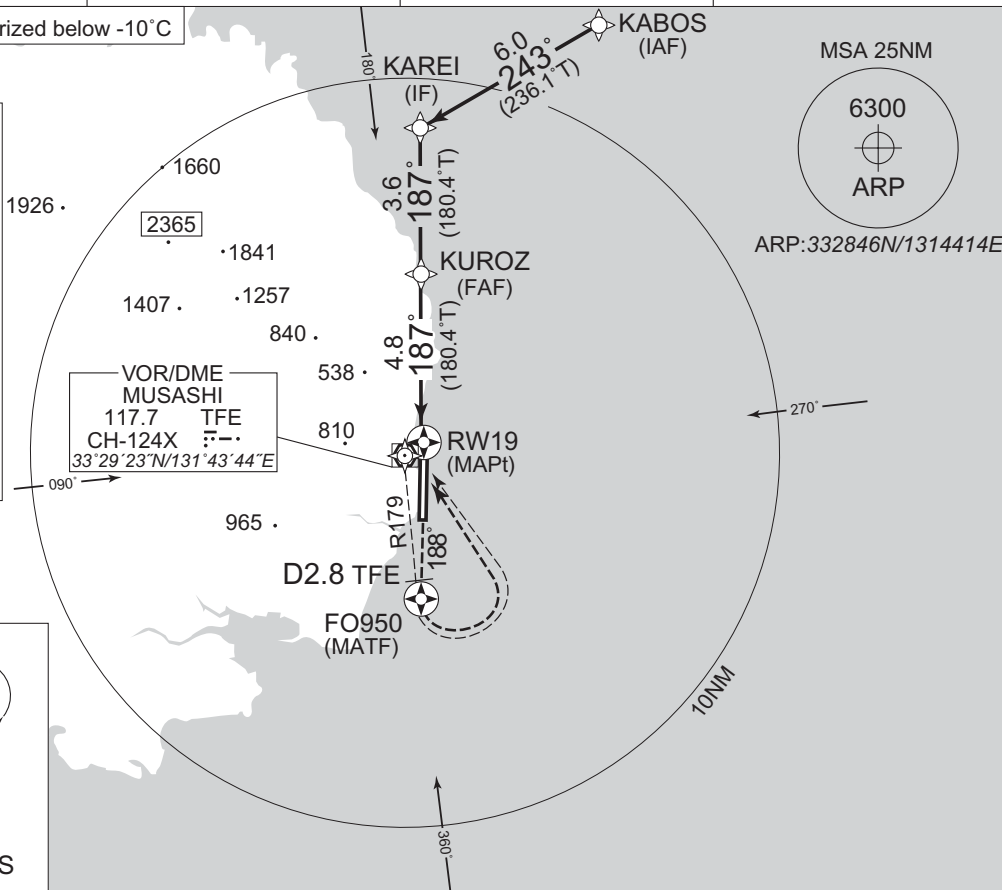 rized below -10°C
KABOS
(IAF)
6.0
243°
(236.1°T)
180°
KAREI
(IF)
MSA 25NM
6300
ARP
ARP:332846N/1314414E
1660
1926
2365
1841
3.6
187°
(180.4°T)
KUROZ
(FAF)
1407
1257
840
538
4.8
187°
(180.4°T)
VOR/DME
MUSASHI
117.7 TFE
CH-124X
33°29´23˝N/131°43´44˝E
810
RW19
(MAPt)
270°
090°
965
R179
188°
D2.8 TFE
FO950
(MATF)
10NM
360°
S